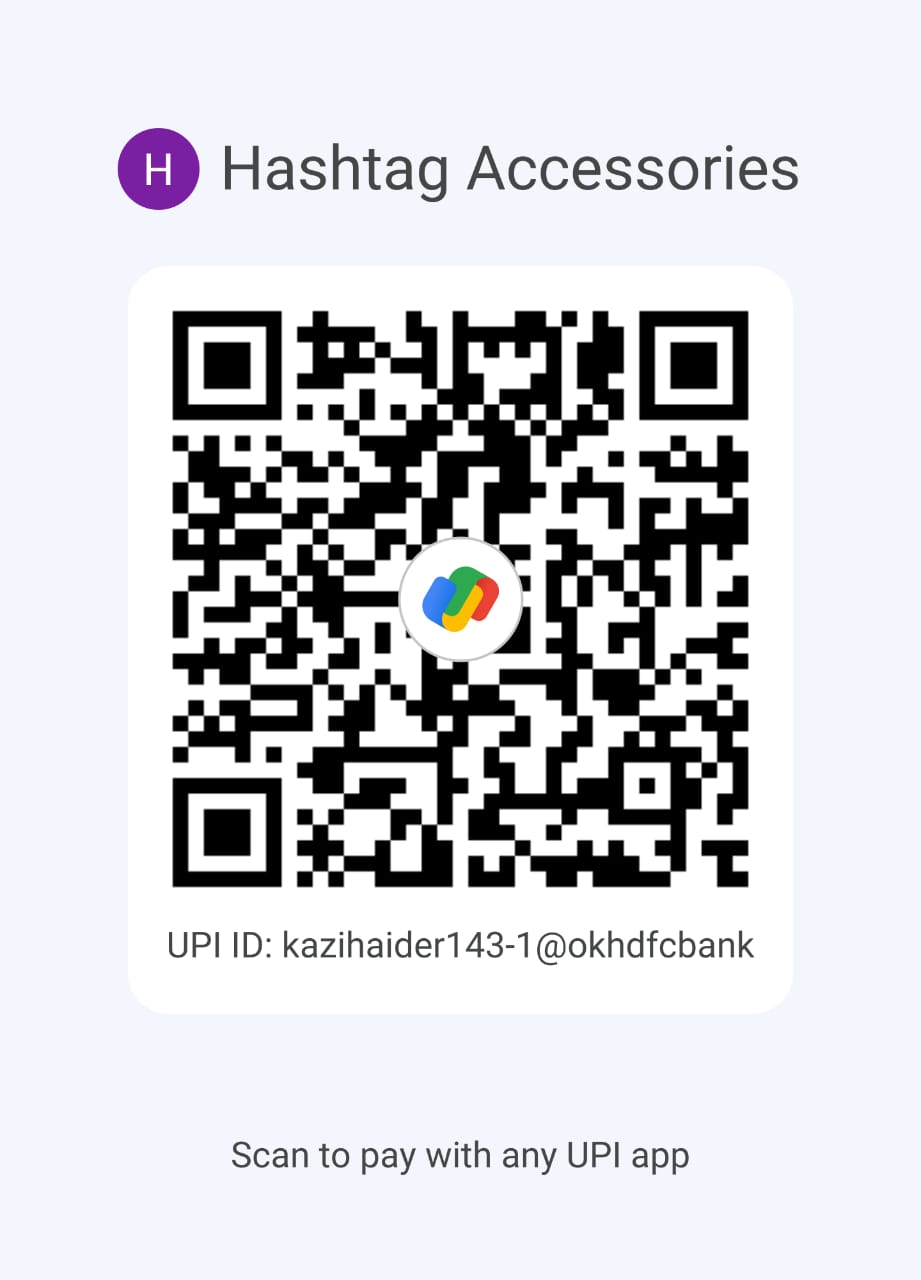 H Hashtag Accessories
UPI ID: kazihaider143-1@okhdfcbank
Scan to pay with any UPI app